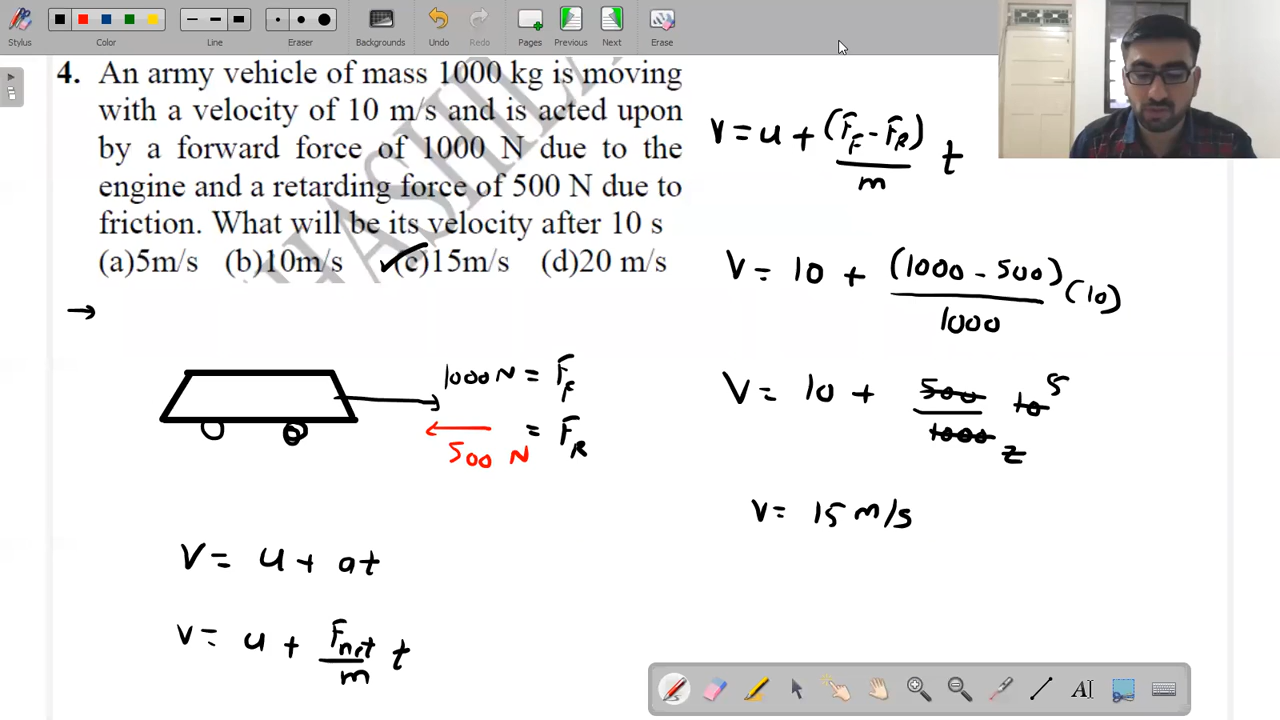 Stylus
Color
Line
Eraser
Backgrounds
Undo
Redo
Pages
Previous
Next
Erase
4. An army vehicle of mass 1000 kg is moving
with a velocity of 10 m/s and is acted upon
by a forward force of 1000 N due to the
engine and a retarding force of 500 N due to
friction. What will be its velocity after 10 s
(a)5m/s (b)10m/s (c)15m/s (d)20 m/s
→
1000 N = F_F
500 N = F_R
V = u + at
V = u + F_net/m t
V = u + (F_F - F_R)/m t
V = 10 + (1000 - 500)/1000 (10)
V = 10 + 500/1000 10 5
2
V = 15 m/s
A